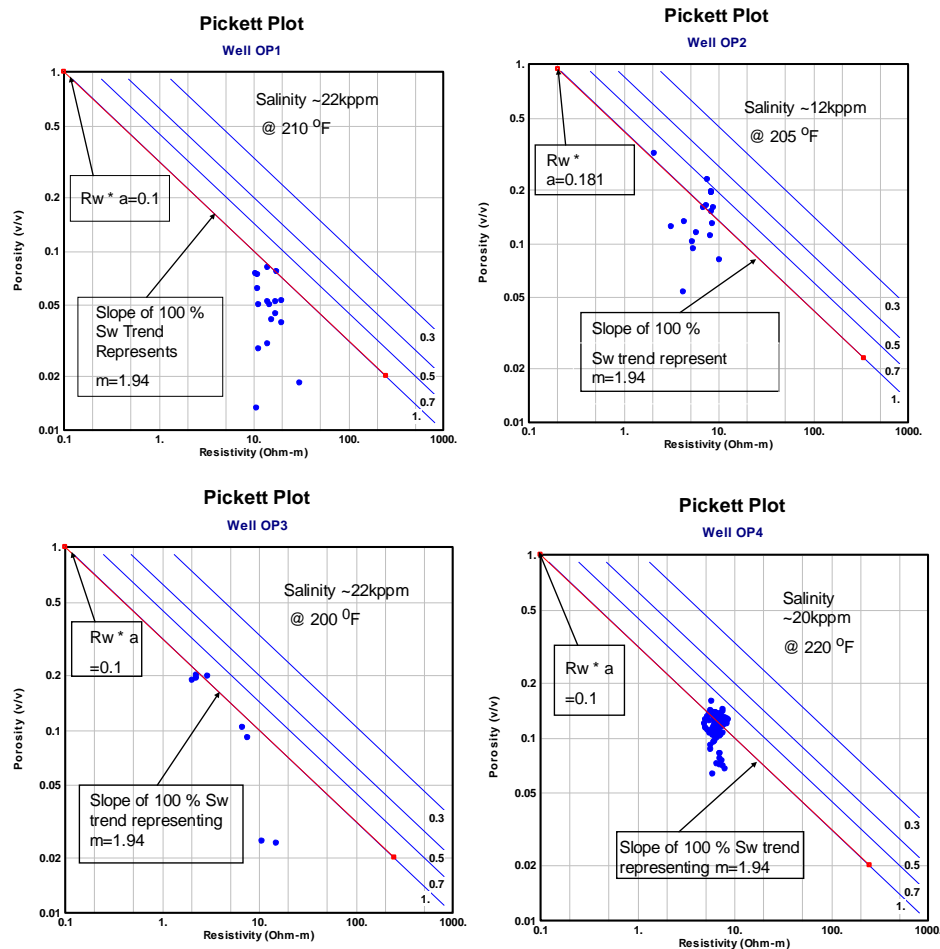 Pickett Plot
Well OP1
Porosity (v/v)
1.
0.5
0.2
0.1
0.05
0.02
0.01
Salinity ~22kppm
@ 210 ⁰F
Rw * a=0.1
Slope of 100 %
Sw Trend
Represents
m=1.94
0.3
0.5
0.7
1.
0.1
1.
10.
100.
1000.
Resistivity (Ohm-m)
Pickett Plot
Well OP2
Porosity (v/v)
1.
0.5
0.2
0.1
0.05
0.02
0.01
Salinity ~12kppm
@ 205 ⁰F
Rw *
a=0.181
Slope of 100 %
Sw trend represent
m=1.94
0.3
0.5
0.7
1.
0.1
1.
10.
100.
1000.
Resistivity (Ohm-m)
Pickett Plot
Well OP3
Porosity (v/v)
1.
0.5
0.2
0.1
0.05
0.02
0.01
Salinity ~22kppm
@ 200 ⁰F
Rw * a
=0.1
Slope of 100 % Sw
trend representing
m=1.94
0.3
0.5
0.7
1.
0.1
1.
10.
100.
1000.
Resistivity (Ohm-m)
Pickett Plot
Well OP4
Porosity (v/v)
1.
0.5
0.2
0.1
0.05
0.02
0.01
Salinity
~20kppm
@ 220 ⁰F
Rw * a
=0.1
Slope of 100 % Sw trend
representing m=1.94
0.3
0.5
0.7
1.
0.1
1.
10.
100.
1000.
Resistivity (Ohm-m)